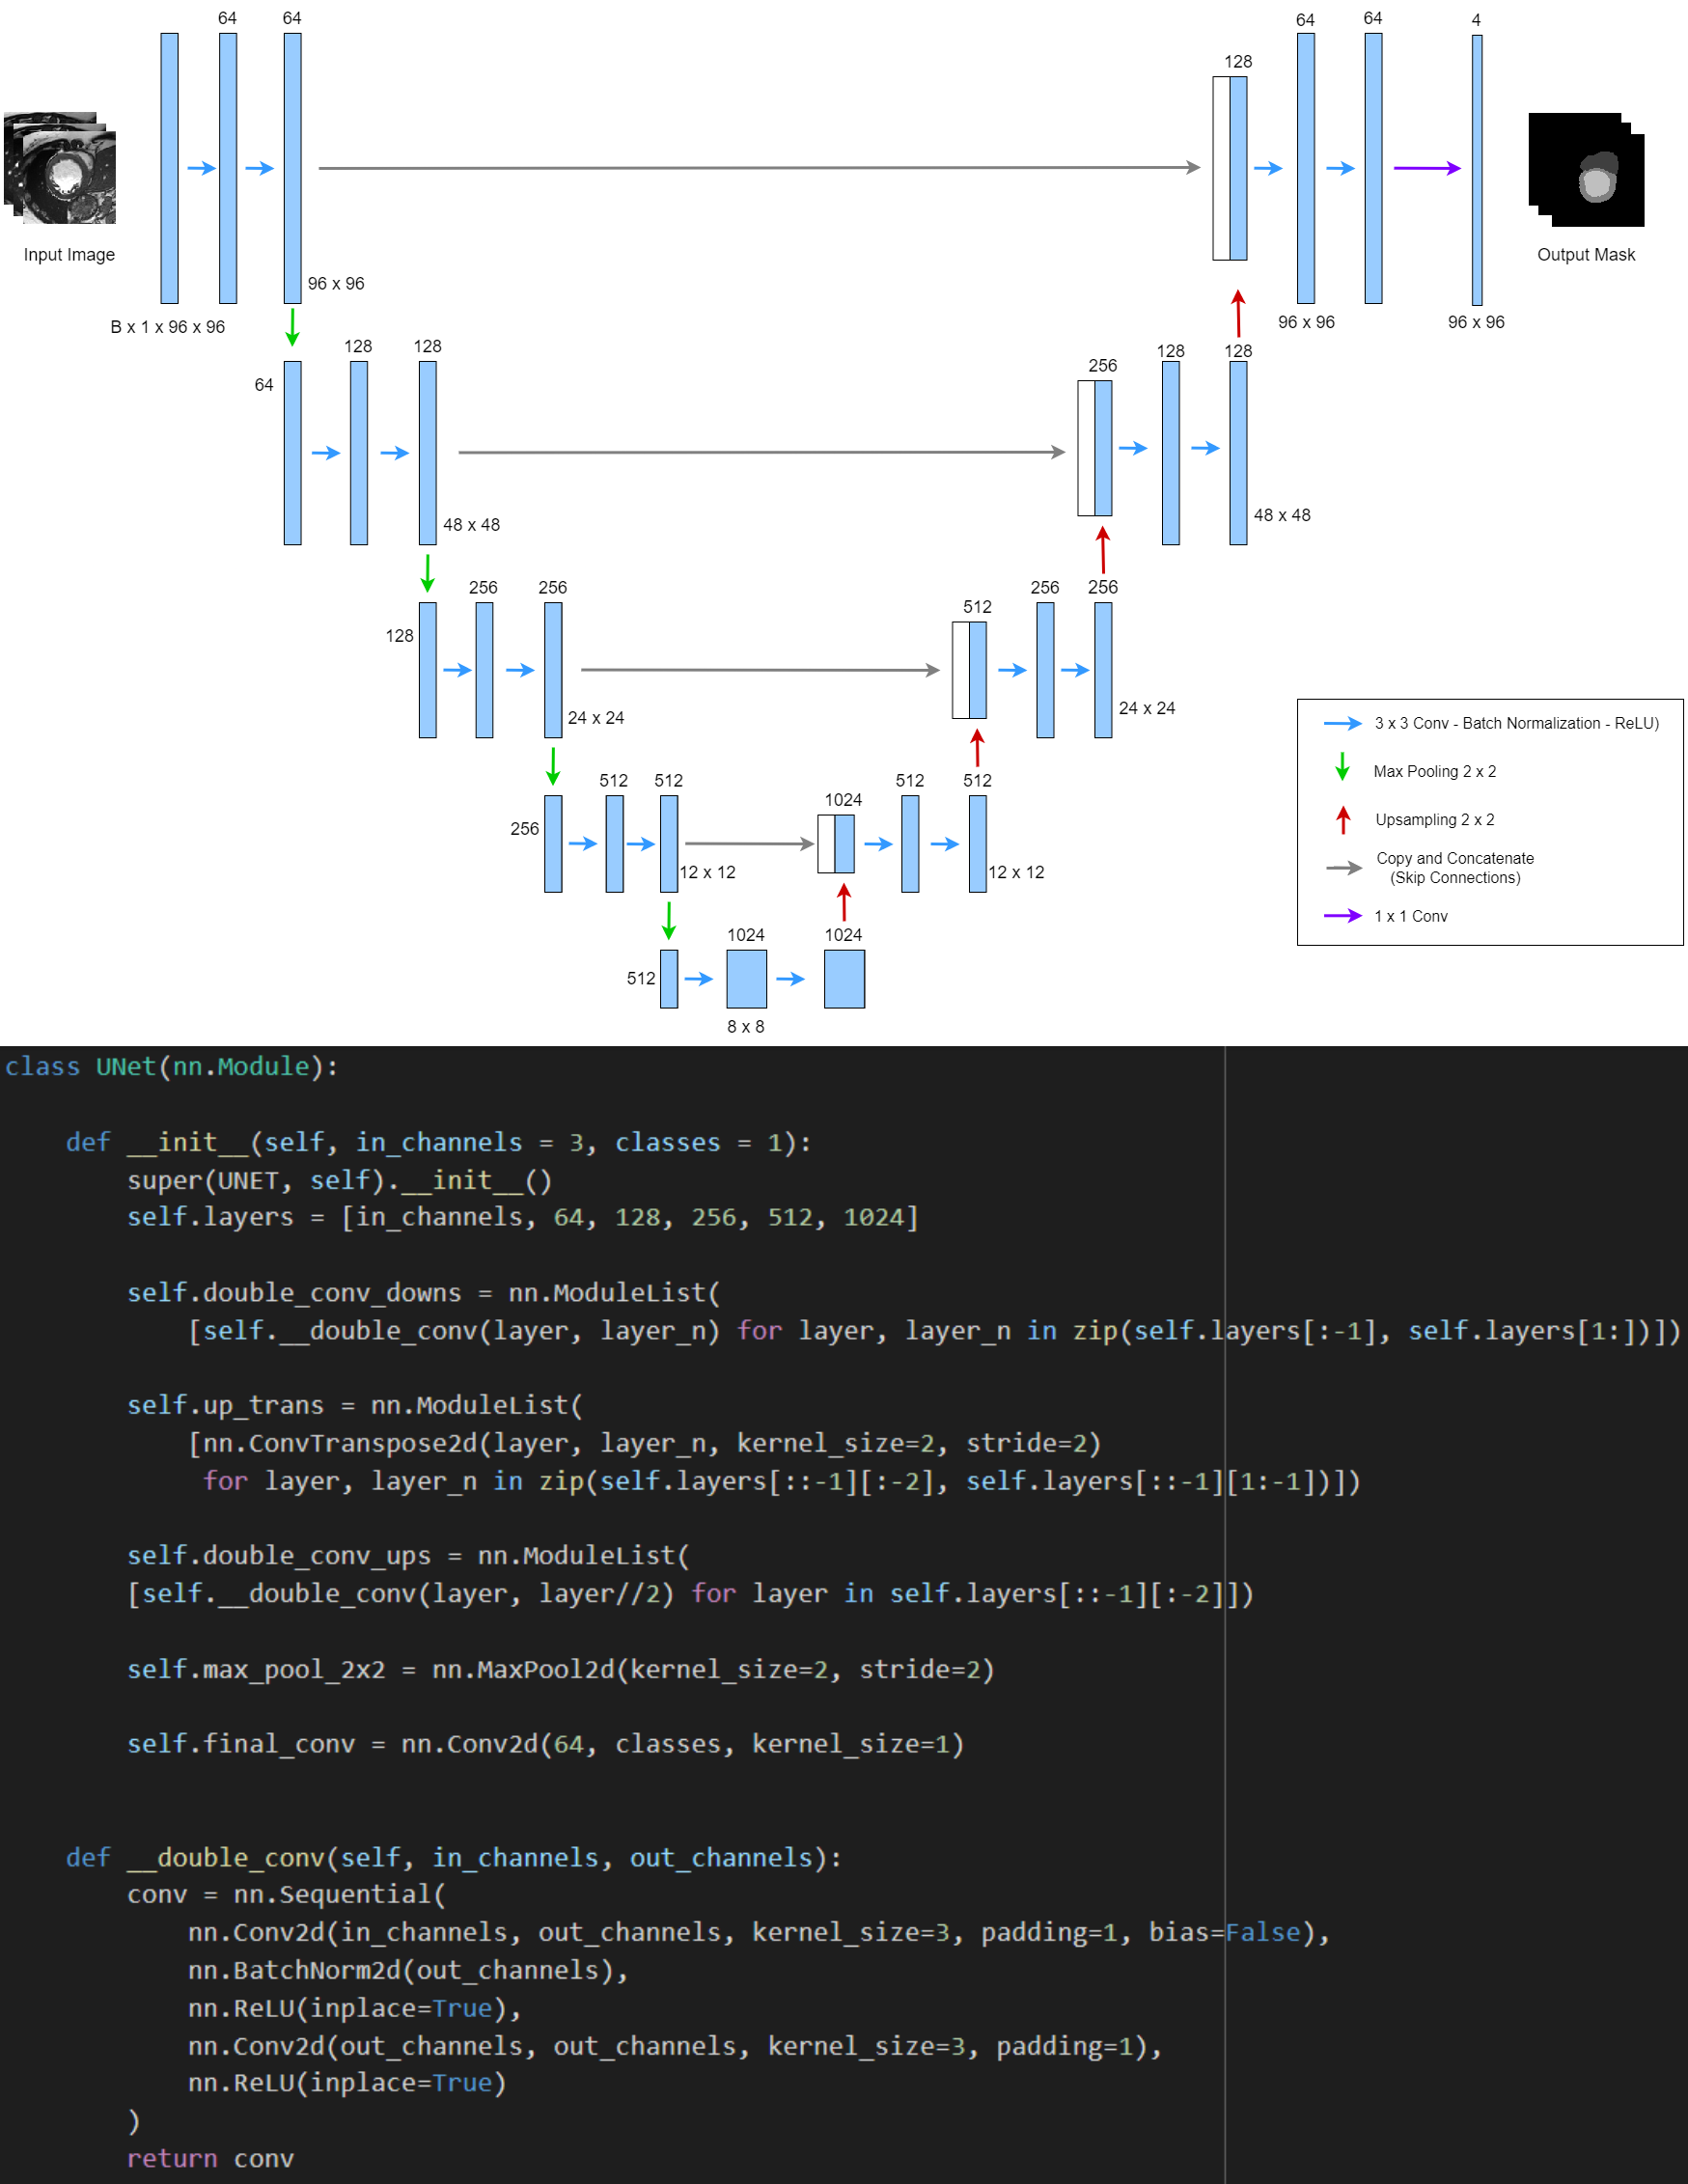 64
64
64
64
4
128
Input Image
Output Mask
96 x 96
B x 1 x 96 x 96
96 x 96
96 x 96
128
128
128
128
256
64
48 x 48
48 x 48
256
256
256
256
512
128
24 x 24
24 x 24
3 x 3 Conv - Batch Normalization - ReLU)
Max Pooling 2 x 2
Upsampling 2 x 2
Copy and Concatenate
(Skip Connections)
1 x 1 Conv
512
512
512
512
1024
256
12 x 12
12 x 12
1024
1024
512
8 x 8
class UNet(nn.Module):
    def __init__(self, in_channels = 3, classes = 1):
        super(UNET, self).__init__()
        self.layers = [in_channels, 64, 128, 256, 512, 1024]
        self.double_conv_downs = nn.ModuleList(
            [self.__double_conv(layer, layer_n) for layer, layer_n in zip(self.layers[:-1], self.layers[1:])])
        self.up_trans = nn.ModuleList(
            [nn.ConvTranspose2d(layer, layer_n, kernel_size=2, stride=2)
             for layer, layer_n in zip(self.layers[::-1][:-2], self.layers[::-1][1:-1])])
        self.double_conv_ups = nn.ModuleList(
        [self.__double_conv(layer, layer//2) for layer in self.layers[::-1][:-2]])
        self.max_pool_2x2 = nn.MaxPool2d(kernel_size=2, stride=2)
        self.final_conv = nn.Conv2d(64, classes, kernel_size=1)
    def __double_conv(self, in_channels, out_channels):
        conv = nn.Sequential(
            nn.Conv2d(in_channels, out_channels, kernel_size=3, padding=1, bias=False),
            nn.BatchNorm2d(out_channels),
            nn.ReLU(inplace=True),
            nn.Conv2d(out_channels, out_channels, kernel_size=3, padding=1),
            nn.ReLU(inplace=True)
        )
        return conv